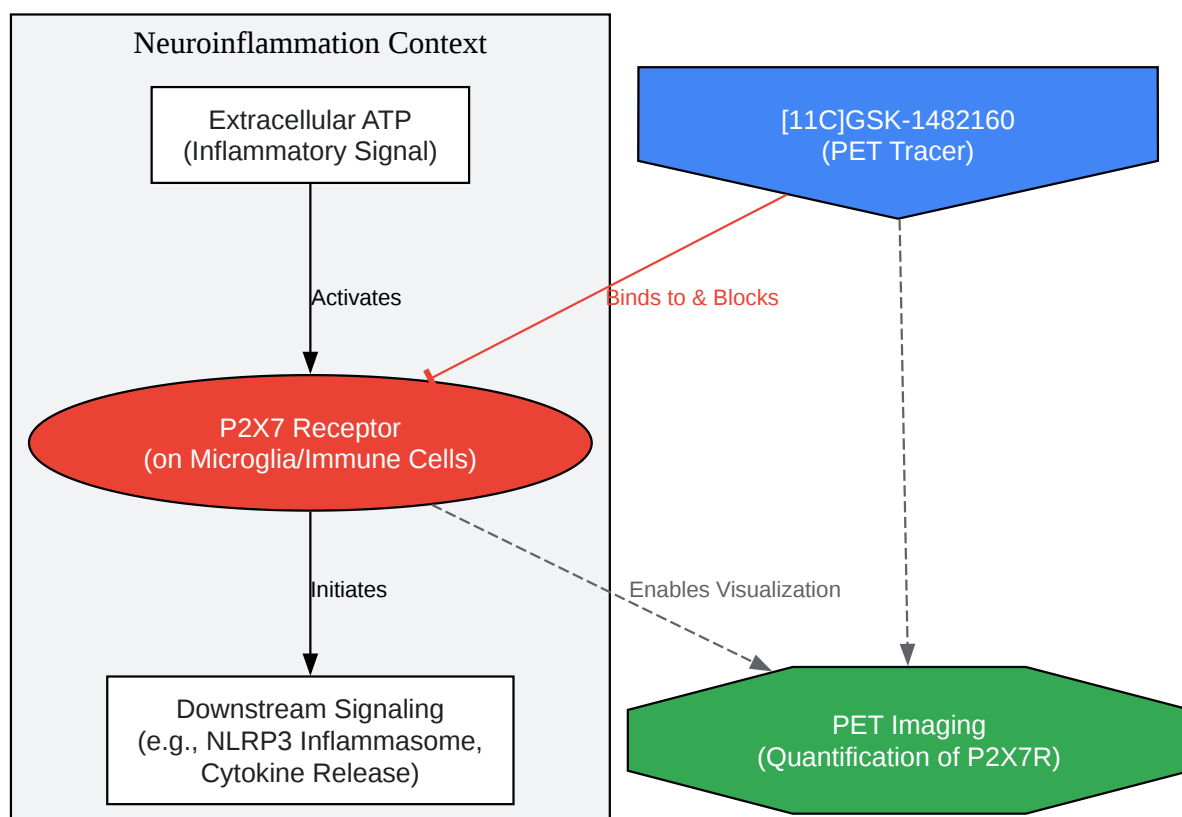 Neuroinflammation Context
Extracellular ATP
(Inflammatory Signal)
[11C]GSK-1482160
(PET Tracer)
Activates
Binds to & Blocks
P2X7 Receptor
(on Microglia/Immune Cells)
Initiates
Enables Visualization
Downstream Signaling
(e.g., NLRP3 Inflammasome,
Cytokine Release)
PET Imaging
(Quantification of P2X7R)